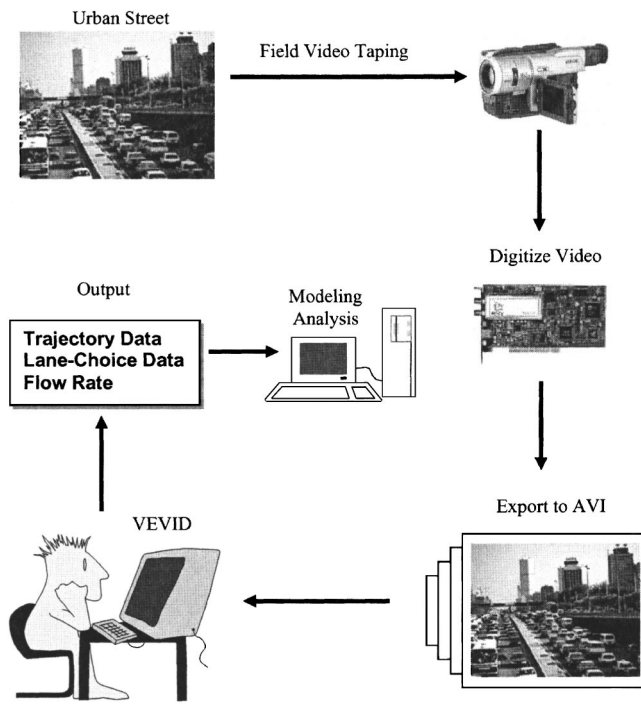 Urban Street
Field Video Taping
Digitize Video
Output
Modeling
Analysis
Trajectory Data
Lane-Choice Data
Flow Rate
VEVID
Export to AVI